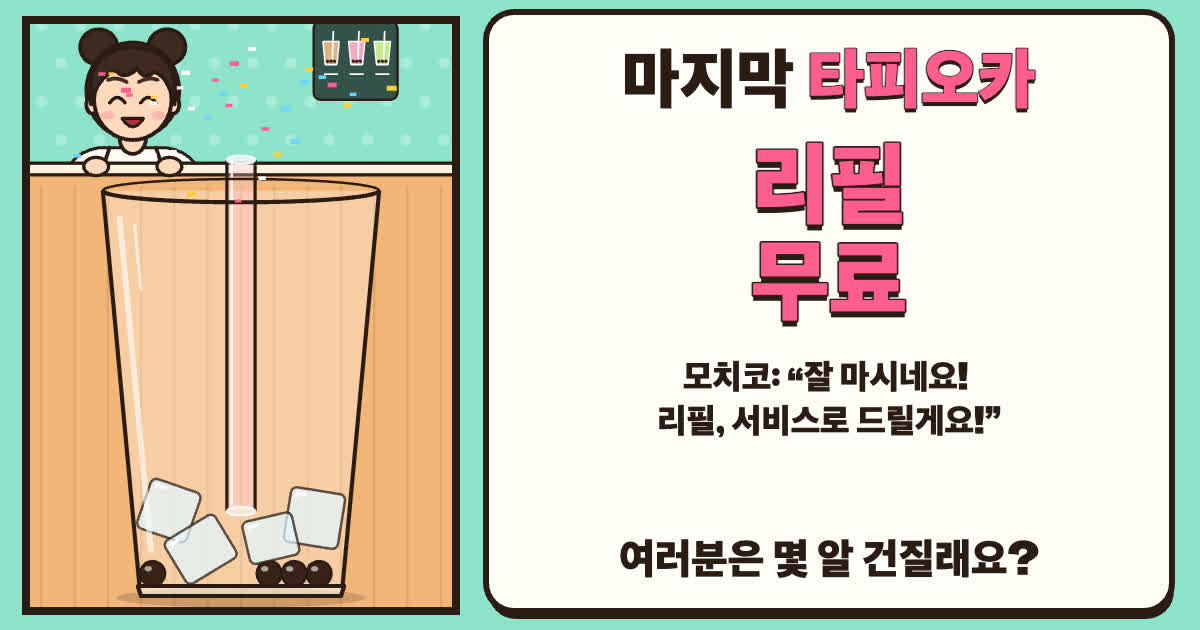 마지막 타피오카
리필
무료
모치코: “잘 마시네요!
리필, 서비스로 드릴게요!”
여러분은 몇 알 건질래요?